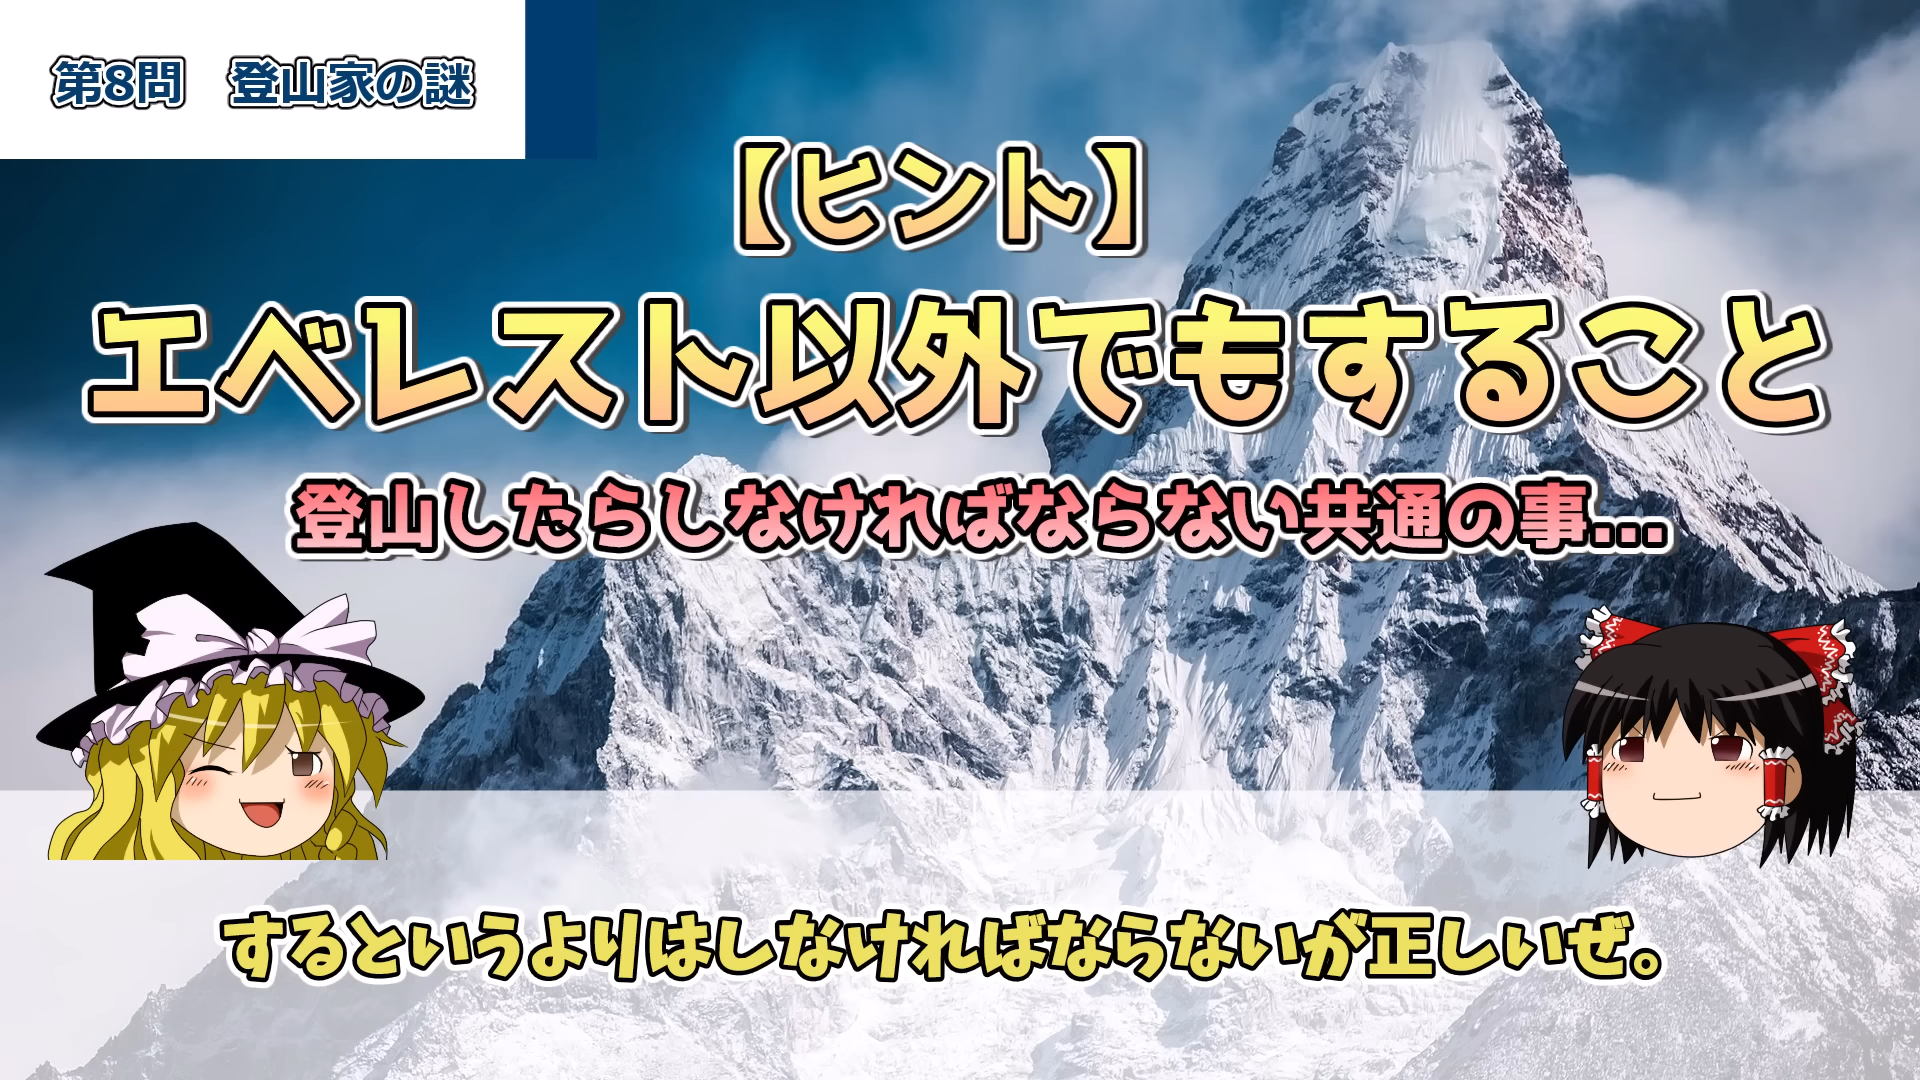 第8問　登山家の謎
【ヒント】
エベレスト以外でもすること
登山したらしなければならない共通の事...
するというよりはしなければならないが正しいぜ。